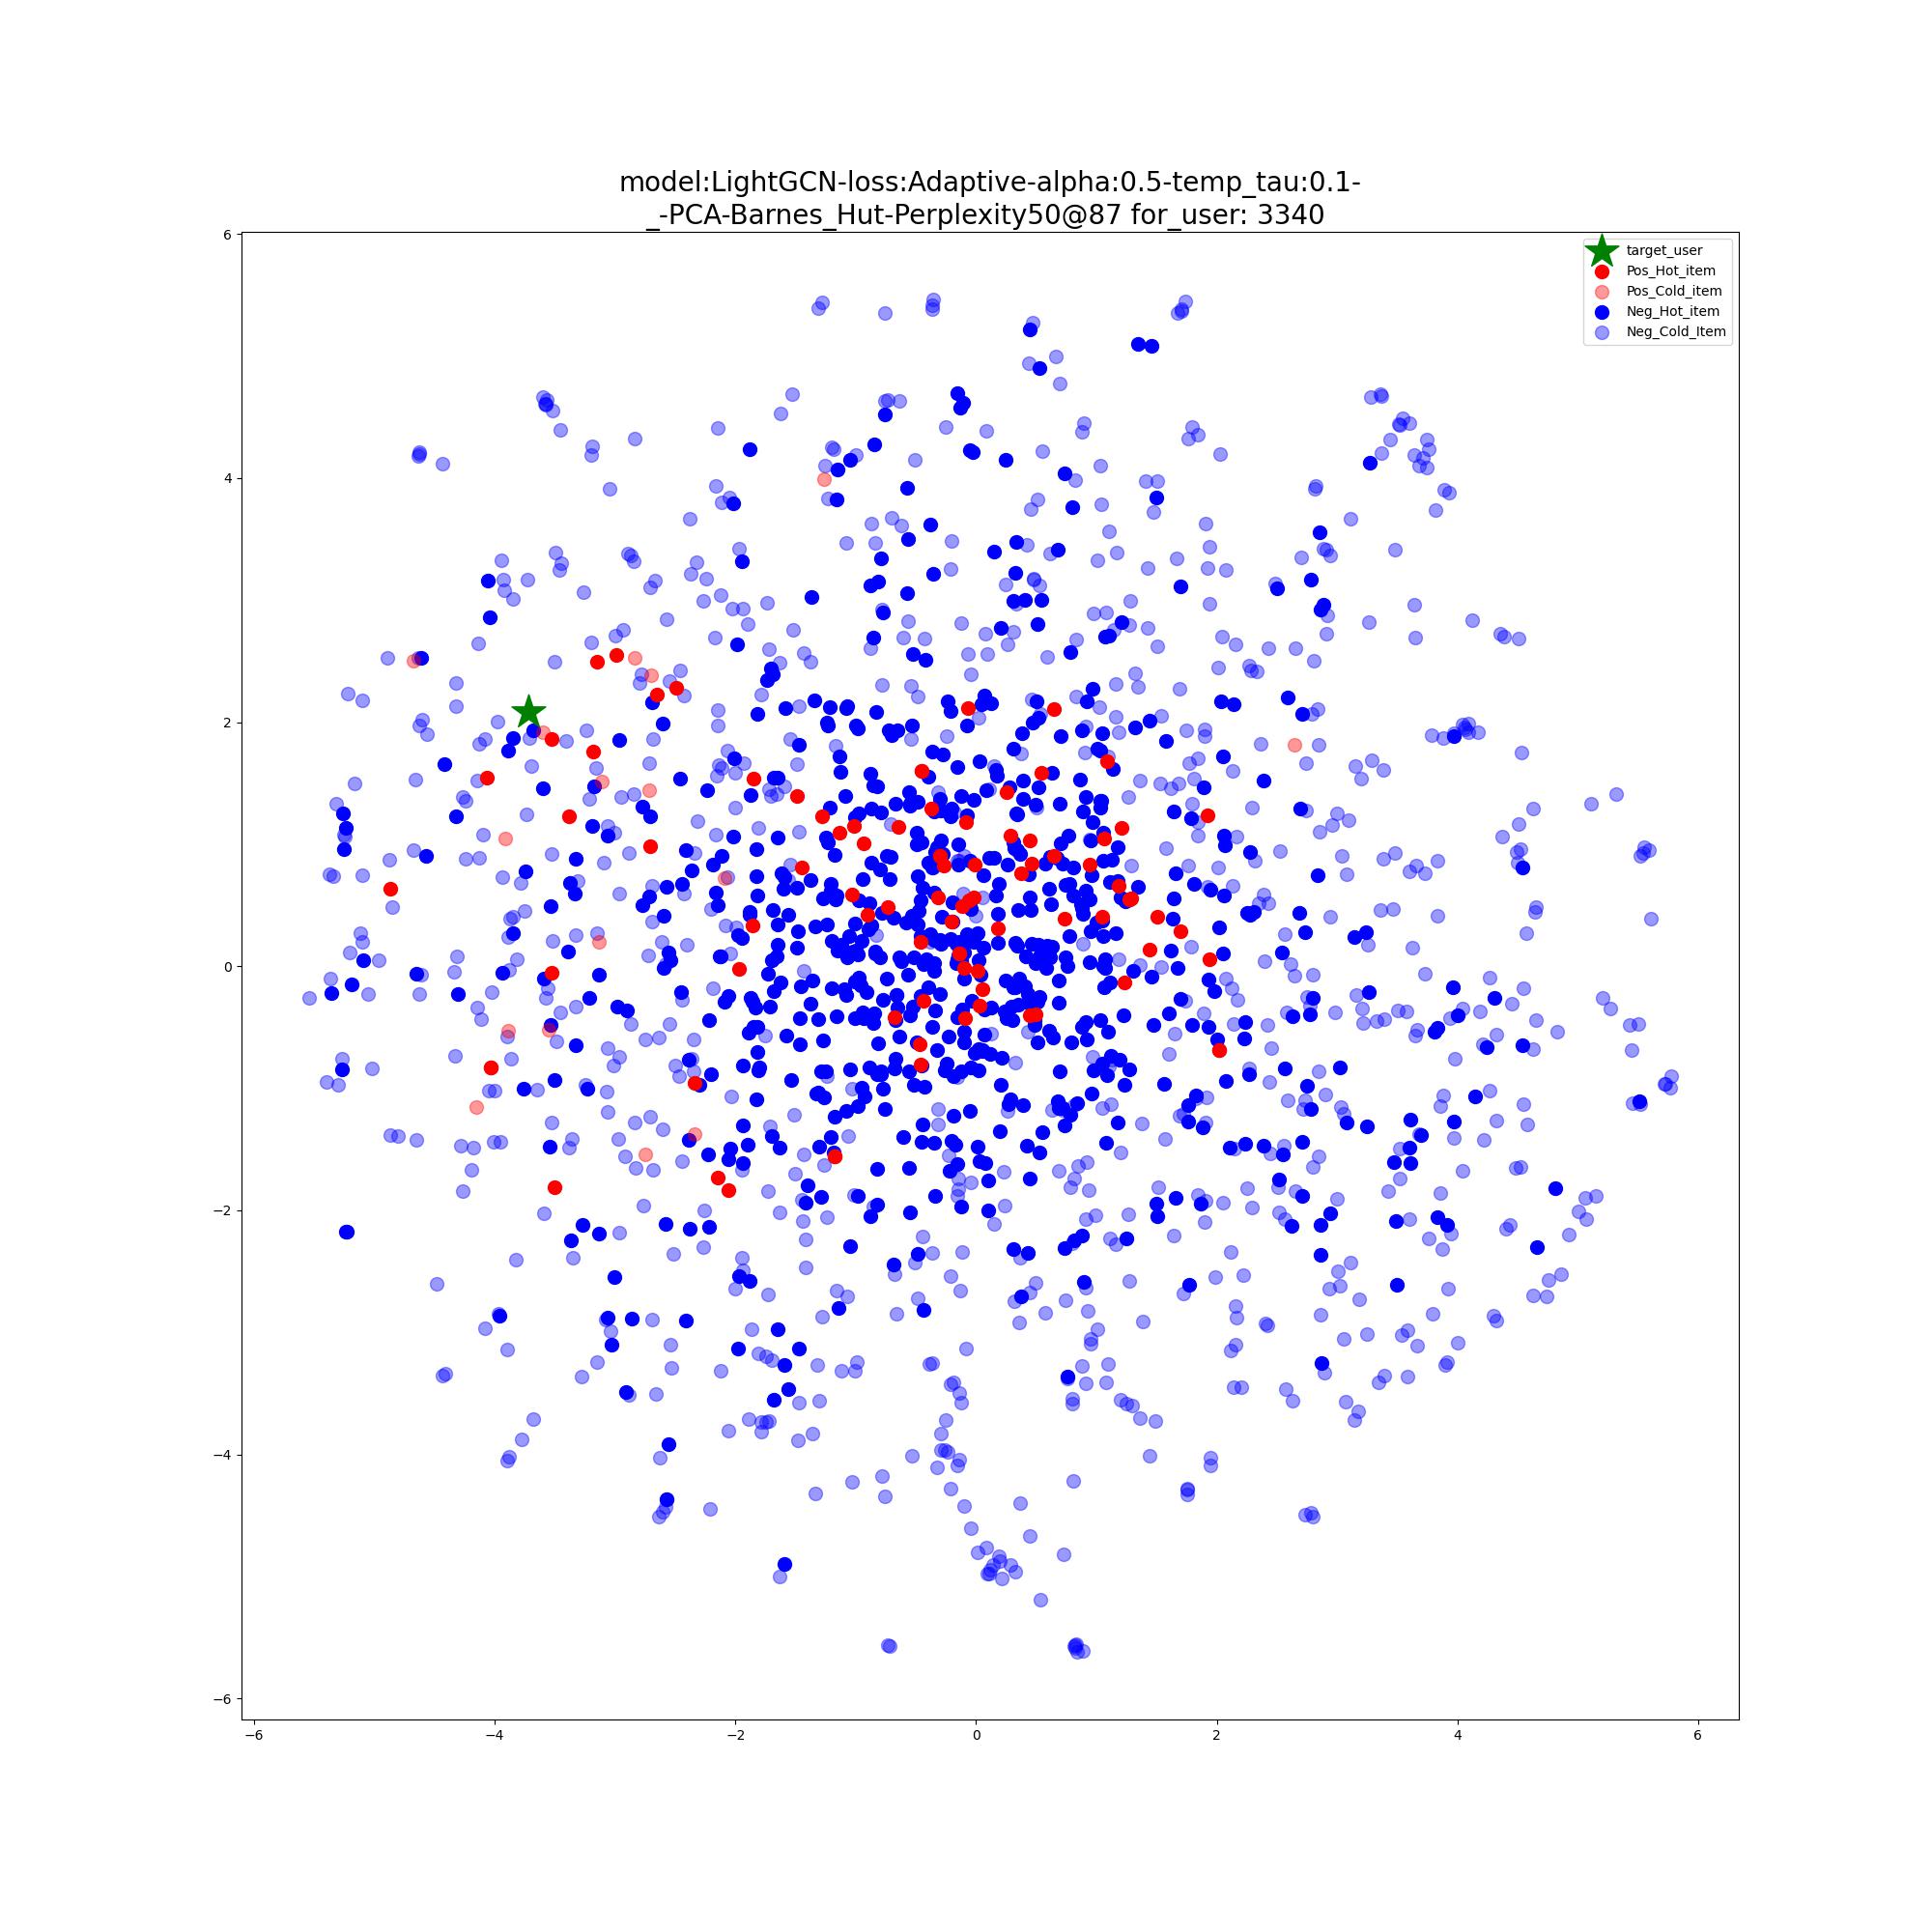 model:LightGCN-loss:Adaptive-alpha:0.5-temp_tau:0.1-
_-PCA-Barnes_Hut-Perplexity50@87 for_user: 3340
target_user
Pos_Hot_item
Pos_Cold_item
Neg_Hot_item
Neg_Cold_Item
6
4
2
0
−2
−4
−6
−6 −4 −2 0 2 4 6